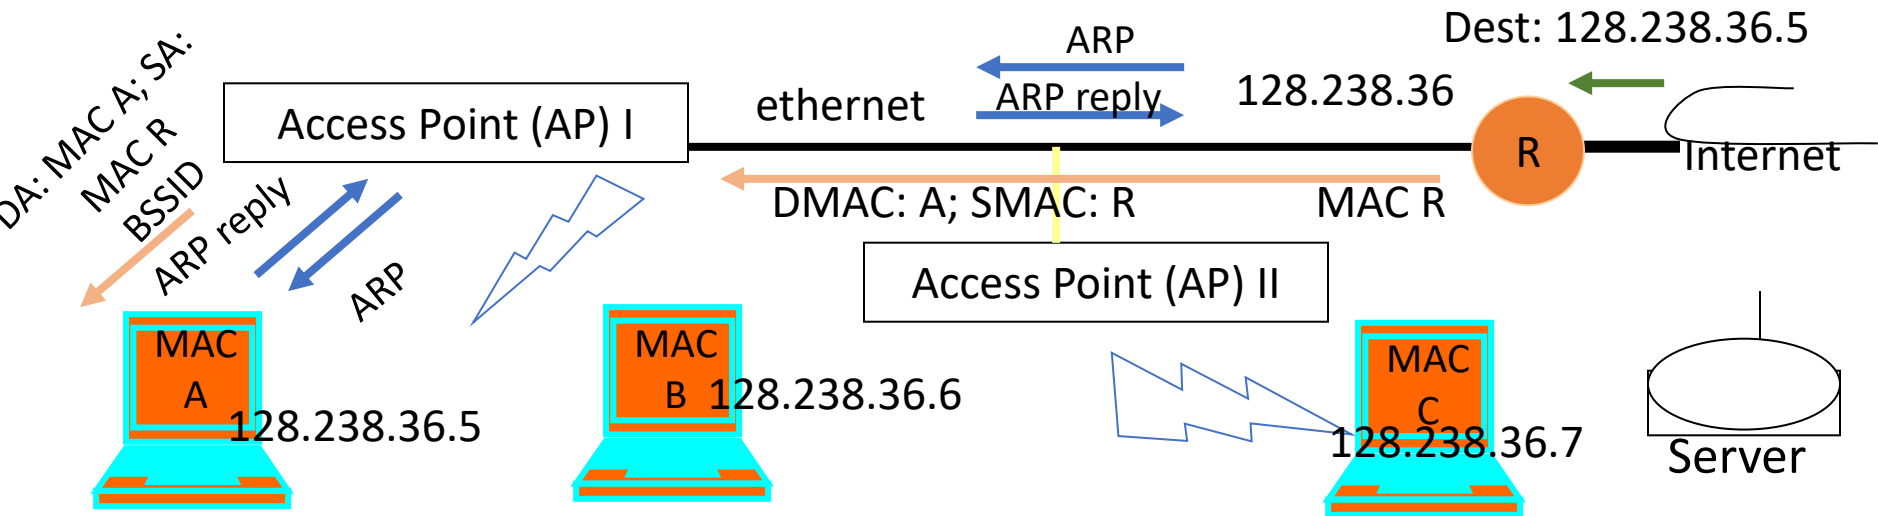 DA: MAC A; SA:
MAC R
BSSID
ARP reply
ARP
Access Point (AP) I
ethernet
ARP
ARP reply
128.238.36
Dest: 128.238.36.5
R
Internet
DMAC: A; SMAC: R
MAC R
Access Point (AP) II
MAC
A
128.238.36.5
MAC
B
128.238.36.6
MAC
C
128.238.36.7
Server